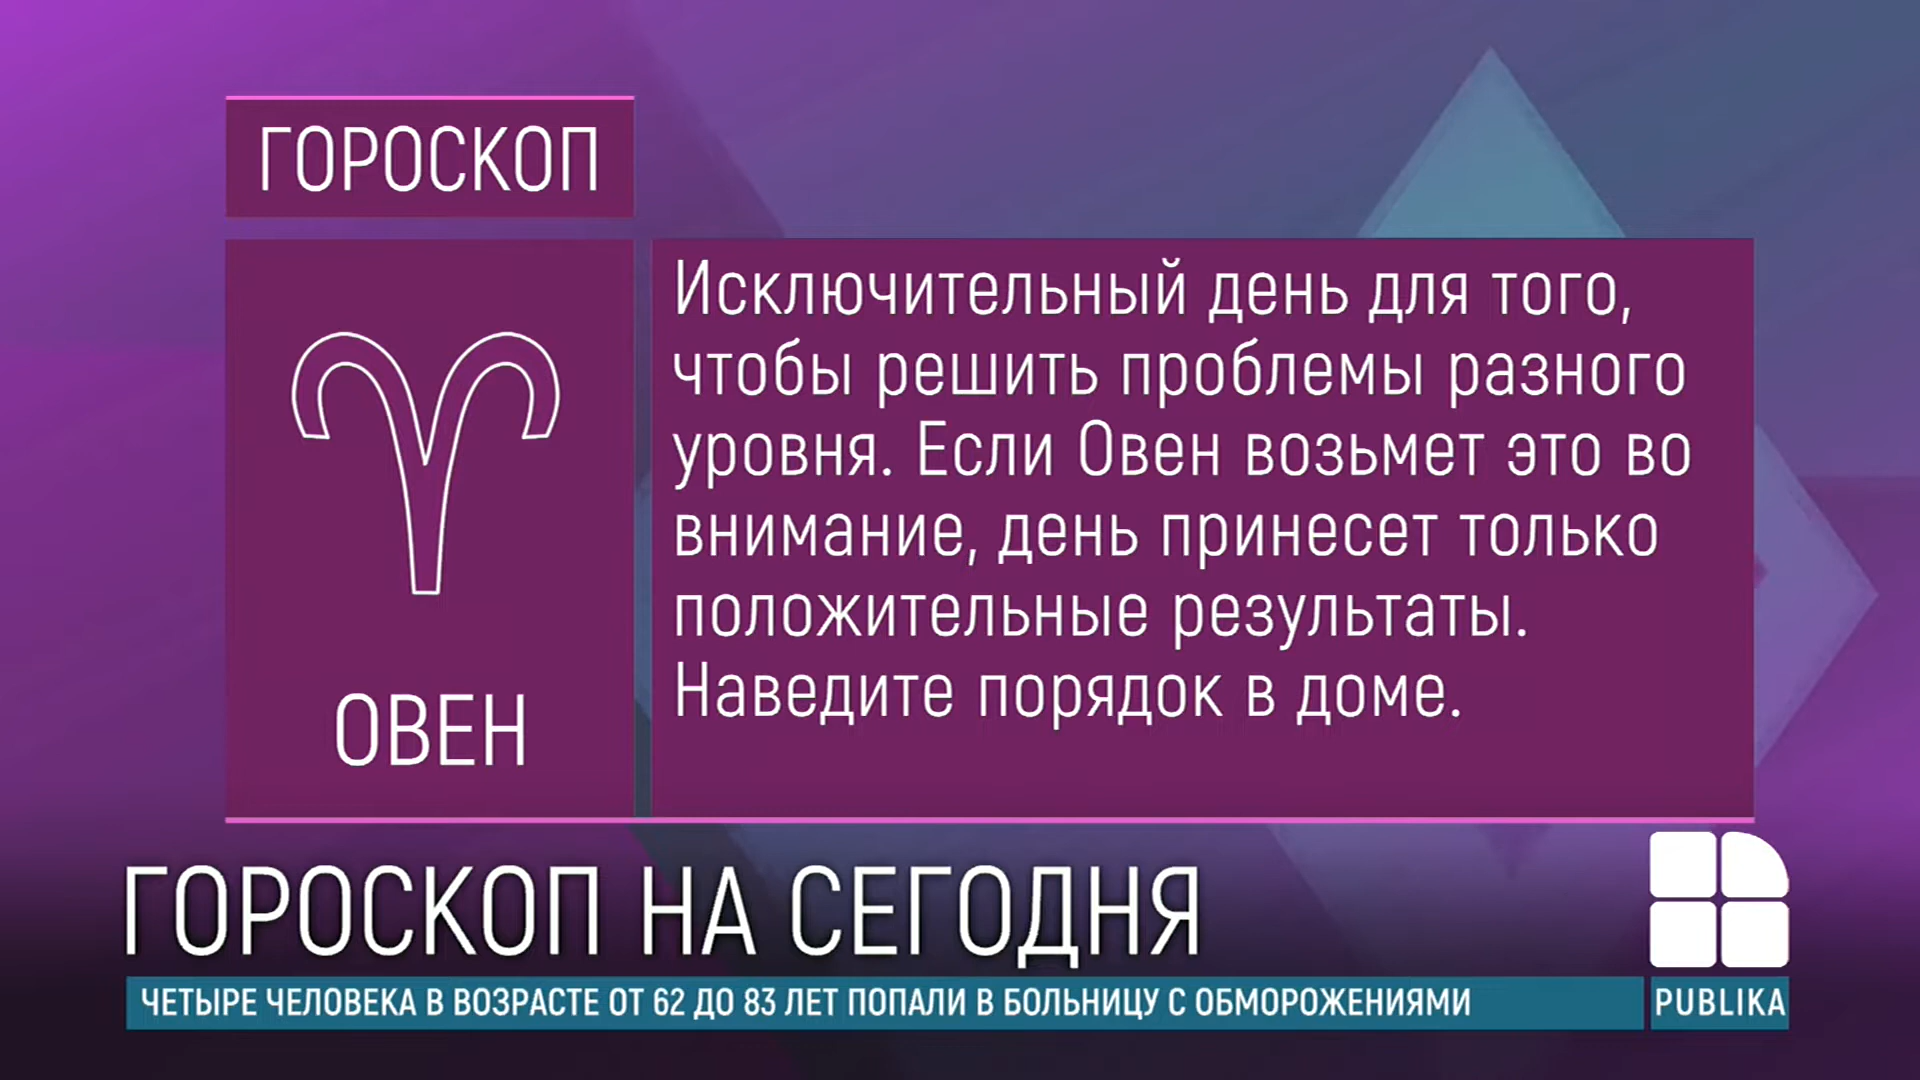 ГОРОСКОП
ОВЕН
Исключительный день для того,
чтобы решить проблемы разного
уровня. Если Овен возьмет это во
внимание, день принесет только
положительные результаты.
Наведите порядок в доме.
ГОРОСКОП НА СЕГОДНЯ
ЧЕТЫРЕ ЧЕЛОВЕКА В ВОЗРАСТЕ ОТ 62 ДО 83 ЛЕТ ПОПАЛИ В БОЛЬНИЦУ С ОБМОРОЖЕНИЯМИ
PUBLIKA